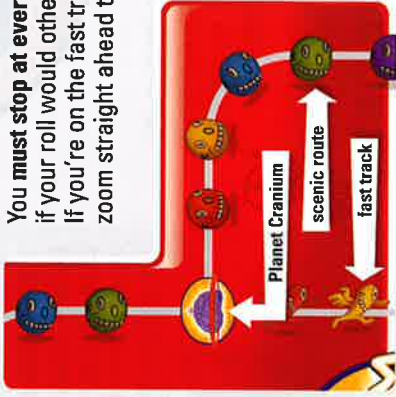 You must stop at ever
if your roll would othe
If you're on the fast tr
zoom straight ahead t
Planet Cranium
scenic route
fast track